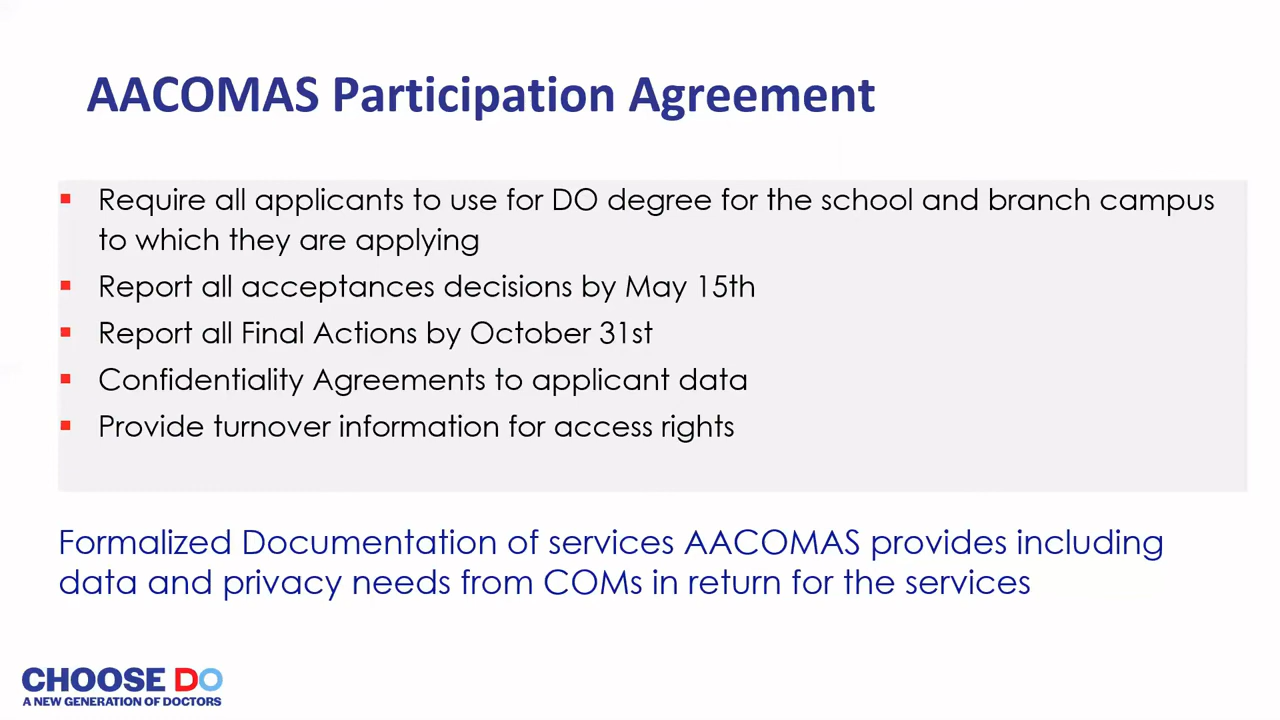 AACOMAS Participation Agreement
Require all applicants to use for DO degree for the school and branch campus
to which they are applying
Report all acceptances decisions by May 15th
Report all Final Actions by October 31st
Confidentiality Agreements to applicant data
Provide turnover information for access rights
Formalized Documentation of services AACOMAS provides including
data and privacy needs from COMs in return for the services
CHOOSE DO
A NEW GENERATION OF DOCTORS